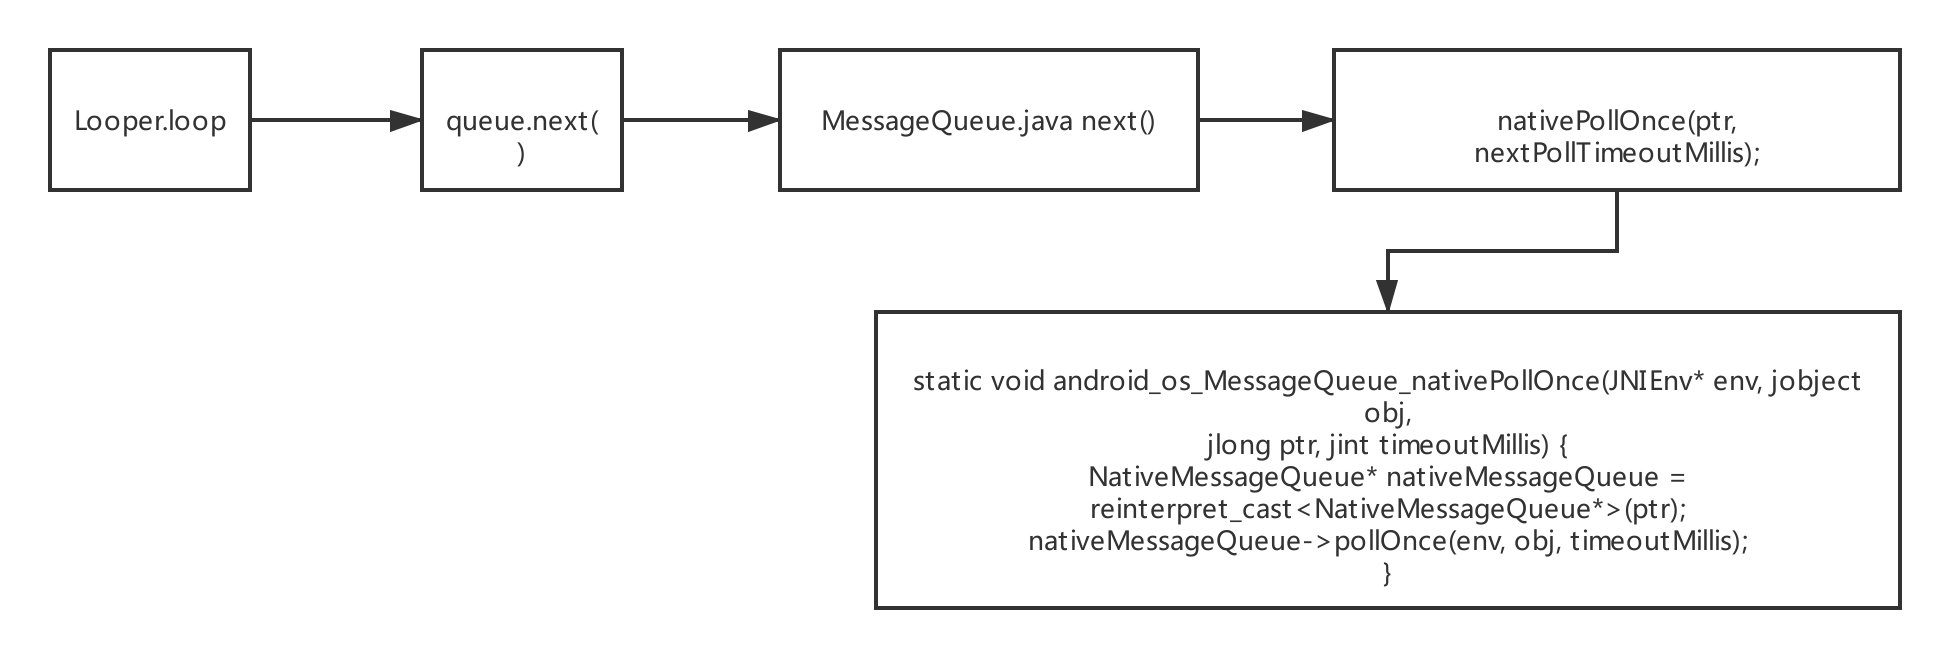 Looper.loop
queue.next(
)
MessageQueue.java next()
nativePollOnce(ptr,
nextPollTimeoutMillis);
static void android_os_MessageQueue_nativePollOnce(JNIEnv* env, jobject
obj,
jlong ptr, jint timeoutMillis) {
NativeMessageQueue* nativeMessageQueue =
reinterpret_cast<NativeMessageQueue*>(ptr);
nativeMessageQueue->pollOnce(env, obj, timeoutMillis);
}